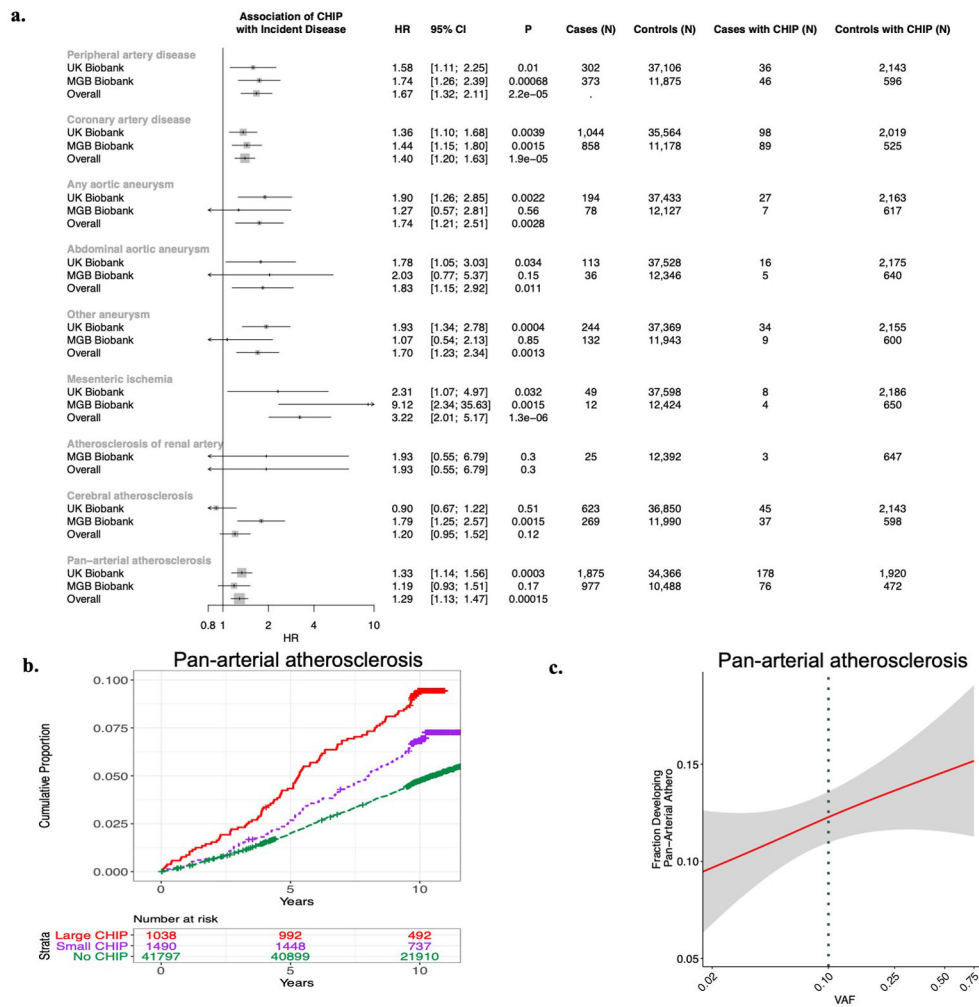 a.
Association of CHIP
with Incident Disease HR 95% CI P Cases (N) Controls (N) Cases with CHIP (N) Controls with CHIP (N)
Peripheral artery disease
UK Biobank 1.58 [1.11; 2.25] 0.01 302 37,106 36 2,143
MGB Biobank 1.74 [1.26; 2.39] 0.00068 373 11,875 46 596
Overall 1.67 [1.32; 2.11] 2.2e-05 .
Coronary artery disease
UK Biobank 1.36 [1.10; 1.68] 0.0039 1,044 35,564 98 2,019
MGB Biobank 1.44 [1.15; 1.80] 0.0015 858 11,178 89 525
Overall 1.40 [1.20; 1.63] 1.9e-05
Any aortic aneurysm
UK Biobank 1.90 [1.26; 2.85] 0.0022 194 37,433 27 2,163
MGB Biobank 1.27 [0.57; 2.81] 0.56 78 12,127 7 617
Overall 1.74 [1.21; 2.51] 0.0028
Abdominal aortic aneurysm
UK Biobank 1.78 [1.05; 3.03] 0.034 113 37,528 16 2,175
MGB Biobank 2.03 [0.77; 5.37] 0.15 36 12,346 5 640
Overall 1.83 [1.15; 2.92] 0.011
Other aneurysm
UK Biobank 1.93 [1.34; 2.78] 0.0004 244 37,369 34 2,155
MGB Biobank 1.07 [0.54; 2.13] 0.85 132 11,943 9 600
Overall 1.70 [1.23; 2.34] 0.0013
Mesenteric ischemia
UK Biobank 2.31 [1.07; 4.97] 0.032 49 37,598 8 2,186
MGB Biobank 9.12 [2.34; 35.63] 0.0015 12 12,424 4 650
Overall 3.22 [2.01; 5.17] 1.3e-06
Atherosclerosis of renal artery
MGB Biobank 1.93 [0.55; 6.79] 0.3 25 12,392 3 647
Overall 1.93 [0.55; 6.79] 0.3
Cerebral atherosclerosis
UK Biobank 0.90 [0.67; 1.22] 0.51 623 36,850 45 2,143
MGB Biobank 1.79 [1.25; 2.57] 0.0015 269 11,990 37 598
Overall 1.20 [0.95; 1.52] 0.12
Pan−arterial atherosclerosis
UK Biobank 1.33 [1.14; 1.56] 0.0003 1,875 34,366 178 1,920
MGB Biobank 1.19 [0.93; 1.51] 0.17 977 10,488 76 472
Overall 1.29 [1.13; 1.47] 0.00015
0.8 1 2 4 10
HR
b.
Pan-arterial atherosclerosis
Cumulative Proportion
0.100
0.075
0.050
0.025
0.000
0 5 10
Years
Number at risk
Strata
Large CHIP 1038 992 492
Small CHIP 1490 1448 737
No CHIP 41797 40899 21910
0 5 10
Years
c.
Pan-arterial atherosclerosis
Fraction Developing
Pan−Arterial Athero
0.15
0.10
0.05
0.02 0.10 0.25 0.50 0.75
VAF